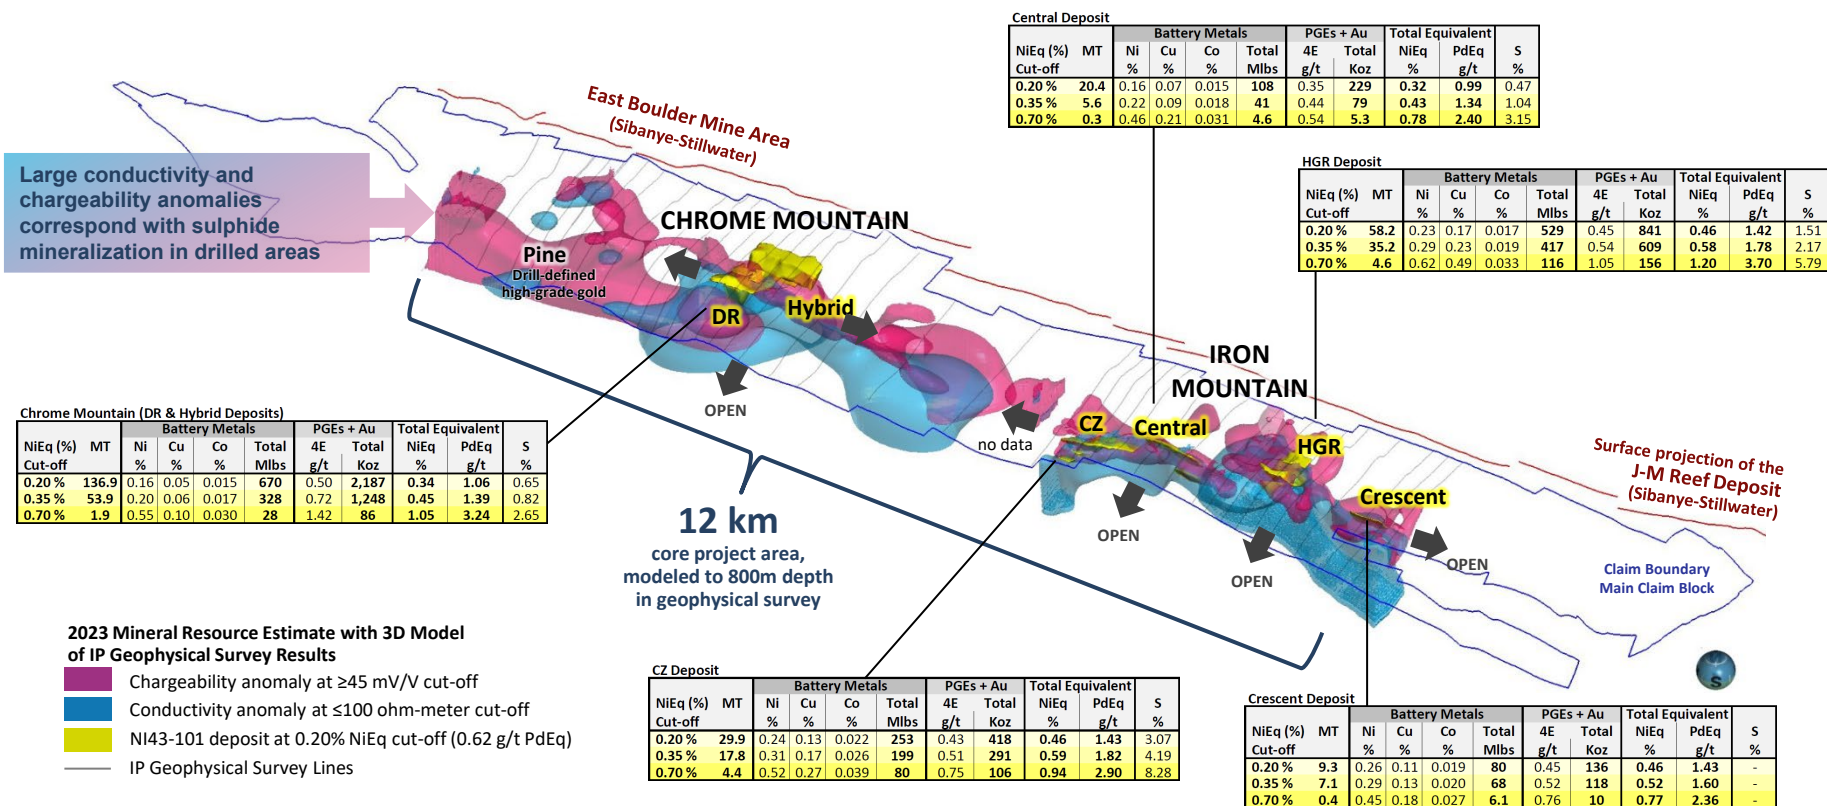 Central Deposit
Battery Metals PGEs + Au Total Equivalent
NiEq (%) MT Ni Cu Co Total 4E Total NiEq PdEq S
Cut-off % % % Mlbs g/t Koz % g/t %
0.20 % 20.4 0.16 0.07 0.015 108 0.35 229 0.32 0.99 0.47
0.35 % 5.6 0.22 0.09 0.018 41 0.44 79 0.43 1.34 1.04
0.70 % 0.3 0.46 0.21 0.031 4.6 0.54 5.3 0.78 2.40 3.15
East Boulder Mine Area
(Sibanye-Stillwater)
HGR Deposit
Battery Metals PGEs + Au Total Equivalent
NiEq (%) MT Ni Cu Co Total 4E Total NiEq PdEq S
Cut-off % % % Mlbs g/t Koz % g/t %
0.20 % 58.2 0.23 0.17 0.017 529 0.45 841 0.46 1.42 1.51
0.35 % 35.2 0.29 0.23 0.019 417 0.54 609 0.58 1.78 2.17
0.70 % 4.6 0.62 0.49 0.033 116 1.05 156 1.20 3.70 5.79
Large conductivity and
chargeability anomalies
correspond with sulphide
mineralization in drilled areas
CHROME MOUNTAIN
Pine
Drill-defined
high-grade gold
DR
Hybrid
OPEN
IRON
MOUNTAIN
no data
CZ
Central
HGR
Crescent
OPEN
OPEN
OPEN
Surface projection of the
J-M Reef Deposit
(Sibanye-Stillwater)
Claim Boundary
Main Claim Block
Chrome Mountain (DR & Hybrid Deposits)
Battery Metals PGEs + Au Total Equivalent
NiEq (%) MT Ni Cu Co Total 4E Total NiEq PdEq S
Cut-off % % % Mlbs g/t Koz % g/t %
0.20 % 136.9 0.16 0.05 0.015 670 0.50 2,187 0.34 1.06 0.65
0.35 % 53.9 0.20 0.06 0.017 328 0.72 1,248 0.45 1.39 0.82
0.70 % 1.9 0.55 0.10 0.030 28 1.42 86 1.05 3.24 2.65
12 km
core project area,
modeled to 800m depth
in geophysical survey
2023 Mineral Resource Estimate with 3D Model
of IP Geophysical Survey Results
Chargeability anomaly at ≥45 mV/V cut-off
Conductivity anomaly at ≤100 ohm-meter cut-off
NI43-101 deposit at 0.20% NiEq cut-off (0.62 g/t PdEq)
IP Geophysical Survey Lines
CZ Deposit
Battery Metals PGEs + Au Total Equivalent
NiEq (%) MT Ni Cu Co Total 4E Total NiEq PdEq S
Cut-off % % % Mlbs g/t Koz % g/t %
0.20 % 29.9 0.24 0.13 0.022 253 0.43 418 0.46 1.43 3.07
0.35 % 17.8 0.31 0.17 0.026 199 0.51 291 0.59 1.82 4.19
0.70 % 4.4 0.52 0.27 0.039 80 0.75 106 0.94 2.90 8.28
S
Crescent Deposit
Battery Metals PGEs + Au Total Equivalent
NiEq (%) MT Ni Cu Co Total 4E Total NiEq PdEq S
Cut-off % % % Mlbs g/t Koz % g/t %
0.20 % 9.3 0.26 0.11 0.019 80 0.45 136 0.46 1.43 -
0.35 % 7.1 0.29 0.13 0.020 68 0.52 118 0.52 1.60 -
0.70 % 0.4 0.45 0.18 0.027 6.1 0.76 10 0.77 2.36 -